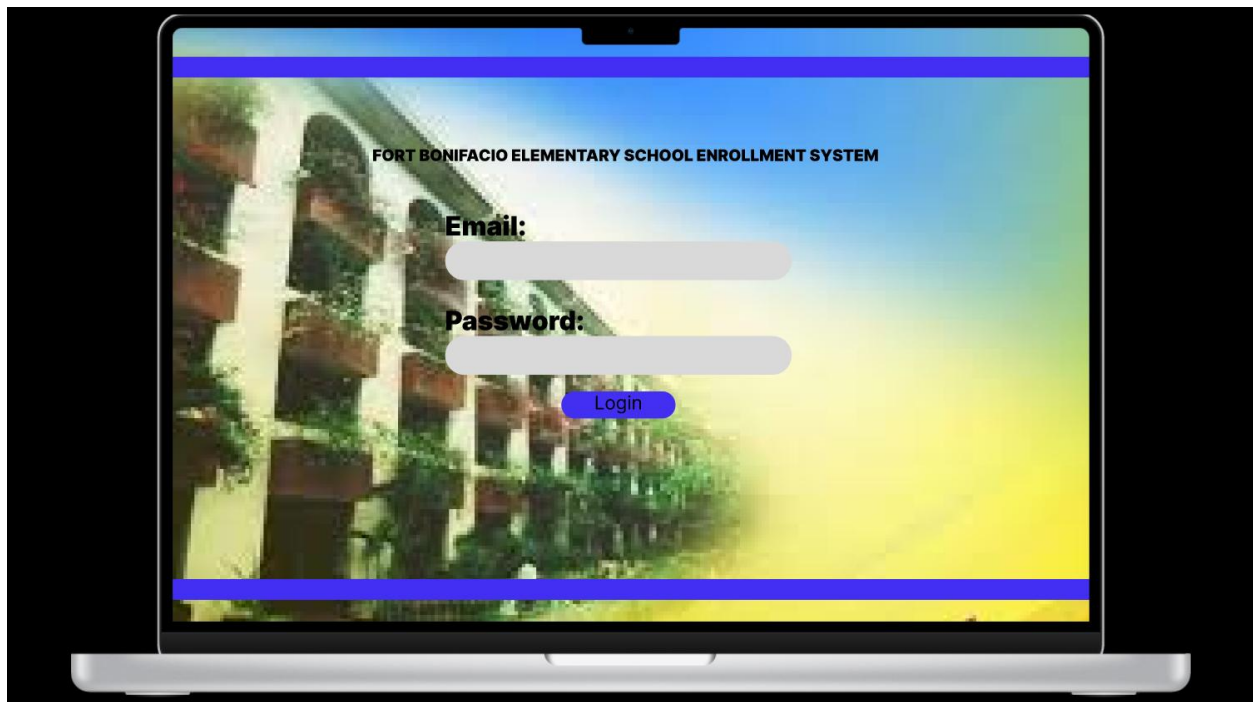 FORT BONIFACIO ELEMENTARY SCHOOL ENROLLMENT SYSTEM
Email:
Password:
Login